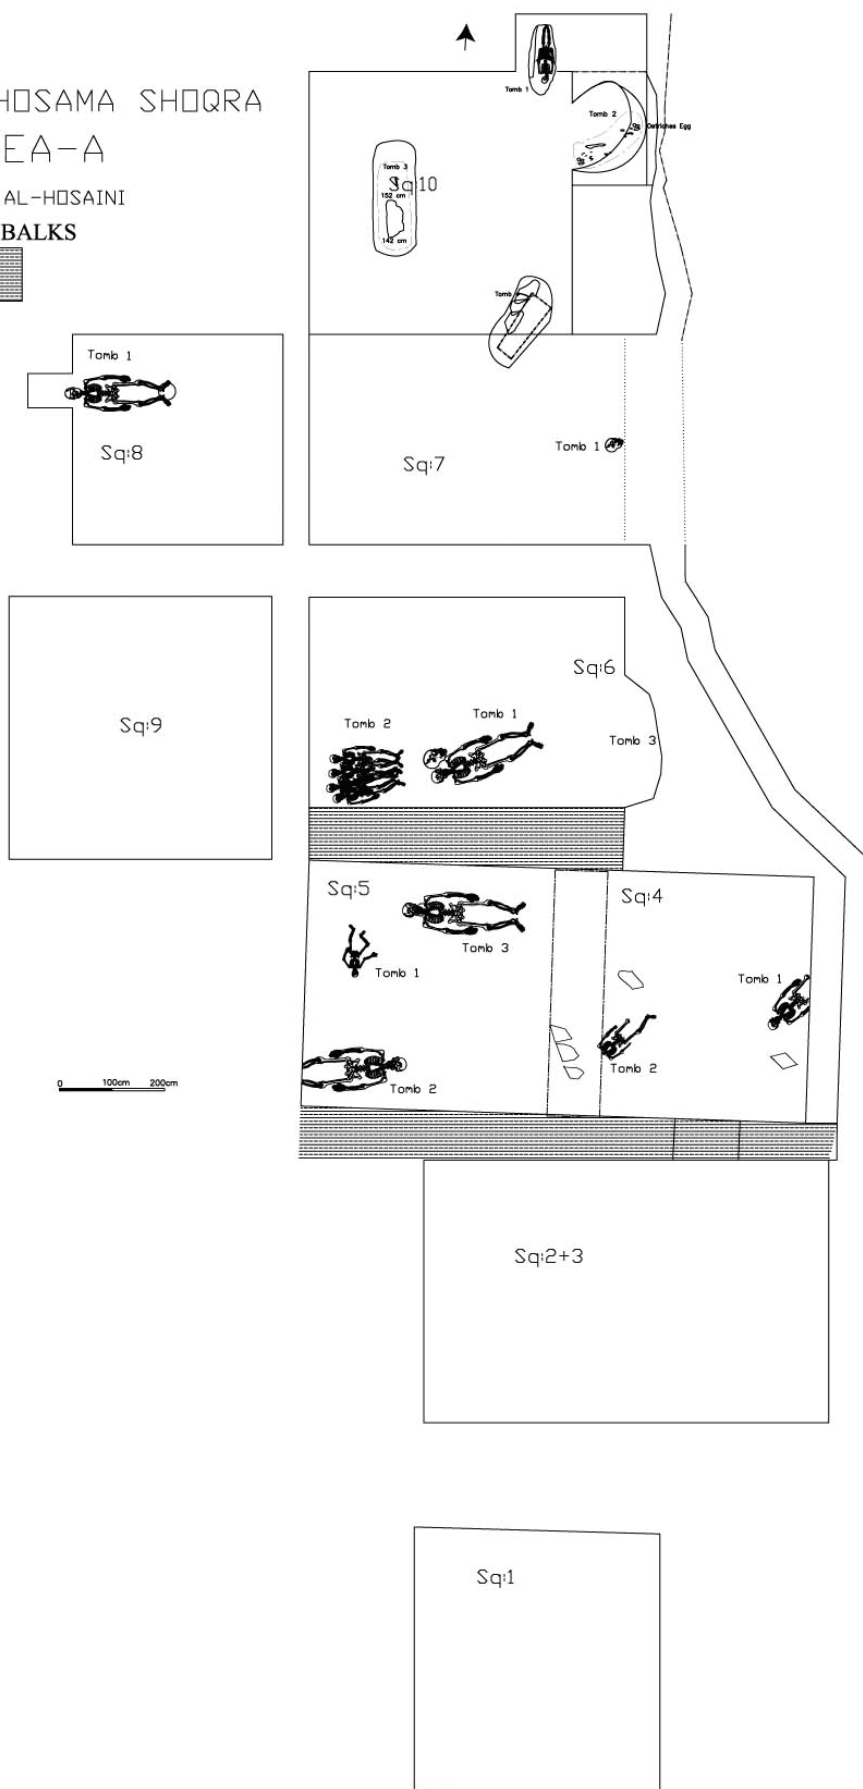 HOSAMA SHOQRA
EA-A
AL-HOSAINI
BALKS
Tomb 1
Tomb 2
Ostriches Egg
Tomb 3
Sq:10
152 cm
142 cm
Tomb
Tomb 1
Sq:8
Sq:7
Tomb 1
Sq:9
Sq:6
Tomb 2
Tomb 1
Tomb 3
Sq:5
Sq:4
Tomb 3
Tomb 1
Tomb 1
Tomb 2
Tomb 2
0 100cm 200cm
Sq:2+3
Sq:1